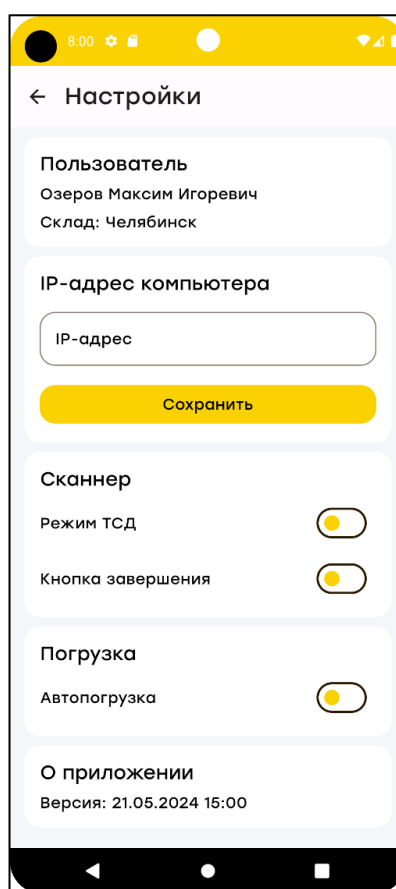 8:00
Настройки
Пользователь
Озеров Максим Игоревич
Склад: Челябинск
IP-адрес компьютера
IP-адрес
Сохранить
Сканнер
Режим ТСД
Кнопка завершения
Погрузка
Автопогрузка
О приложении
Версия: 21.05.2024 15:00